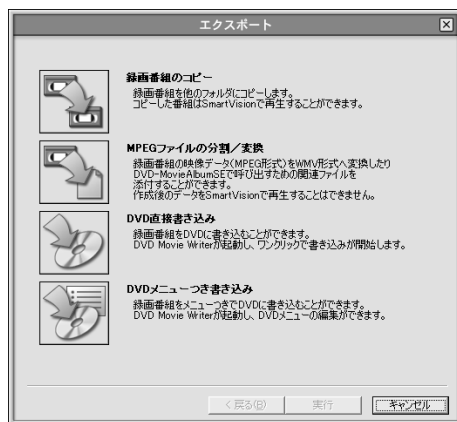 エクスポート
録画番組のコピー
録画番組を他のフォルダにコピーします。
コピーした番組はSmartVisionで再生することができます。
MPEGファイルの分割／変換
録画番組の映像データ(MPEG形式)をWMV形式へ変換したり
DVD-MovieAlbumSEで呼び出すための関連ファイルを
添付することができます。
作成後のデータをSmartVisionで再生することはできません。
DVD直接書き込み
録画番組をDVDに書き込むことができます。
DVD Movie Writerが起動し、ワンクリックで書き込みが開始します。
DVDメニューつき書き込み
録画番組をメニューつきでDVDに書き込むことができます。
DVD Movie Writerが起動し、DVDメニューの編集ができます。
< 戻る(B)
実行
キャンセル